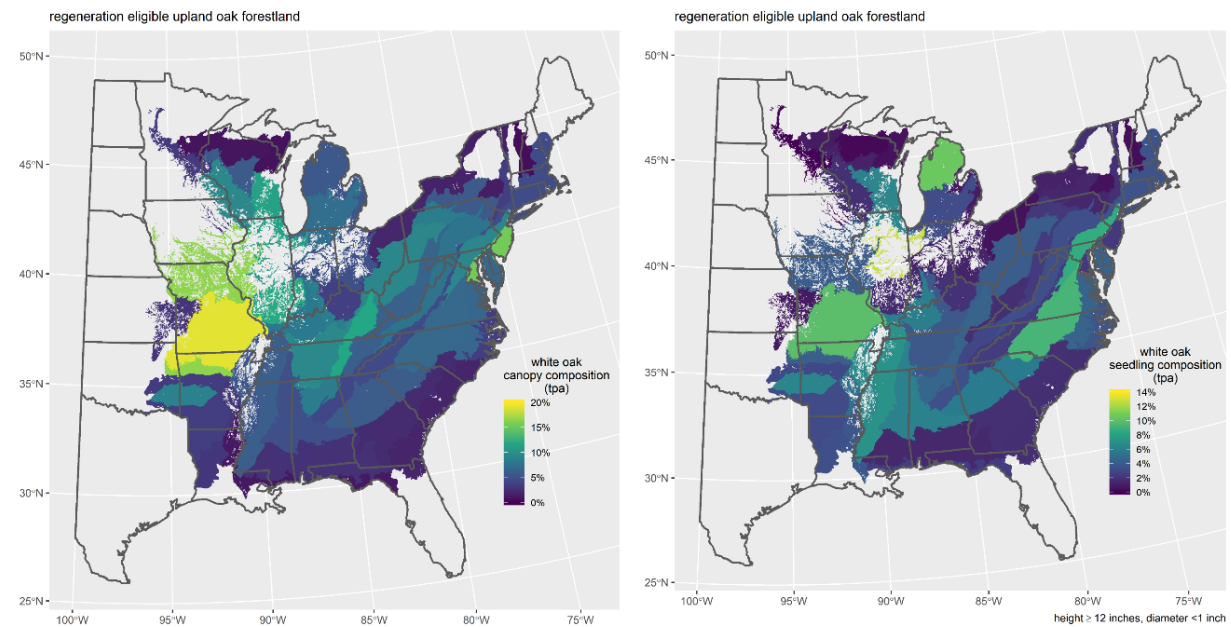 regeneration eligible upland oak forestland
50°N
45°N
40°N
35°N
30°N
25°N
100°W
95°W
90°W
85°W
80°W
75°W
white oak
canopy composition
(tpa)
20%
15%
10%
5%
0%
regeneration eligible upland oak forestland
50°N
45°N
40°N
35°N
30°N
25°N
100°W
95°W
90°W
85°W
80°W
75°W
white oak
seedling composition
(tpa)
14%
12%
10%
8%
6%
4%
2%
0%
height ≥ 12 inches, diameter <1 inch